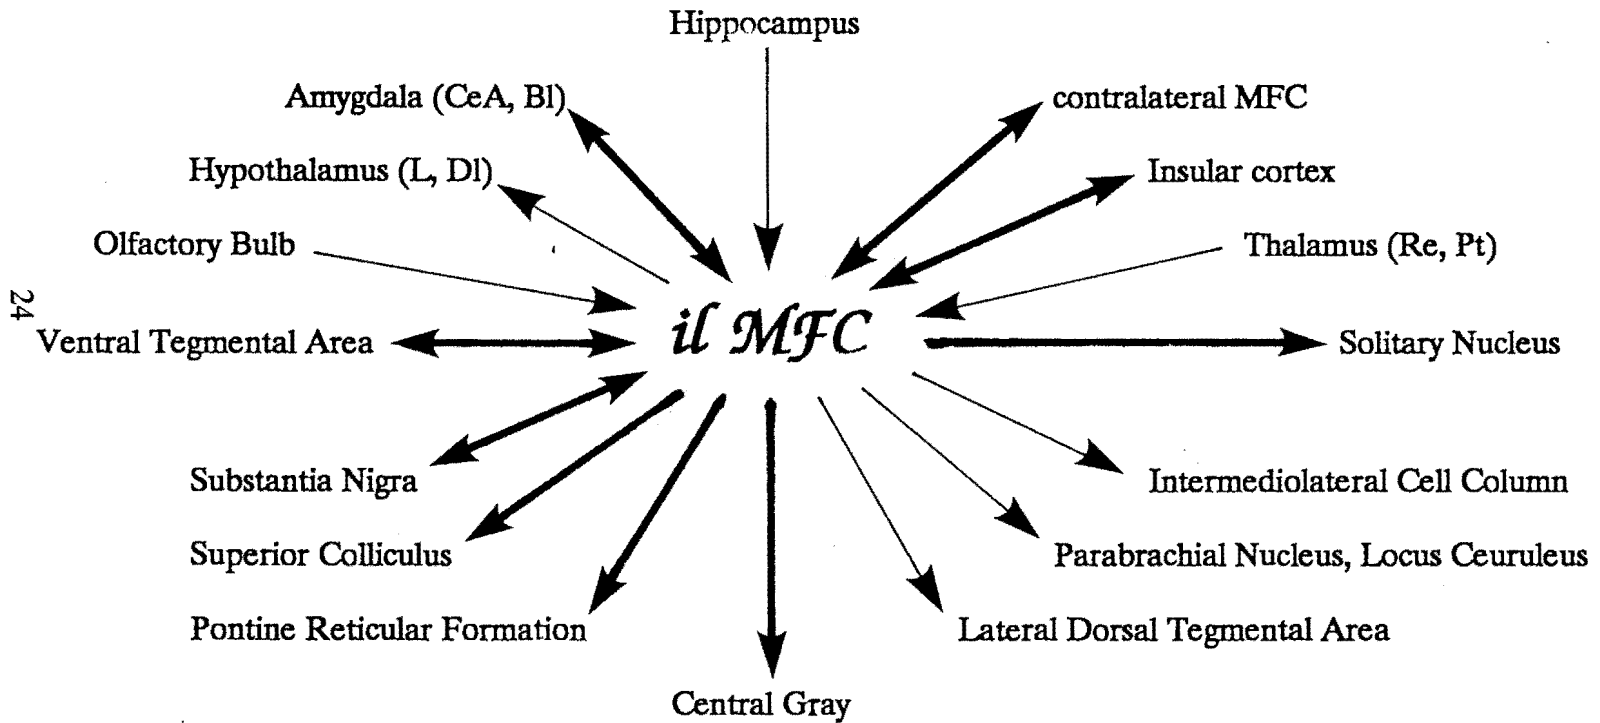 Hippocampus
Amygdala (CeA, Bl)
contralateral MFC
Hypothalamus (L, Dl)
Insular cortex
Olfactory Bulb
Thalamus (Re, Pt)
24
il MFC
Ventral Tegmental Area
Solitary Nucleus
Substantia Nigra
Intermediolateral Cell Column
Superior Colliculus
Parabrachial Nucleus, Locus Ceuruleus
Pontine Reticular Formation
Lateral Dorsal Tegmental Area
Central Gray